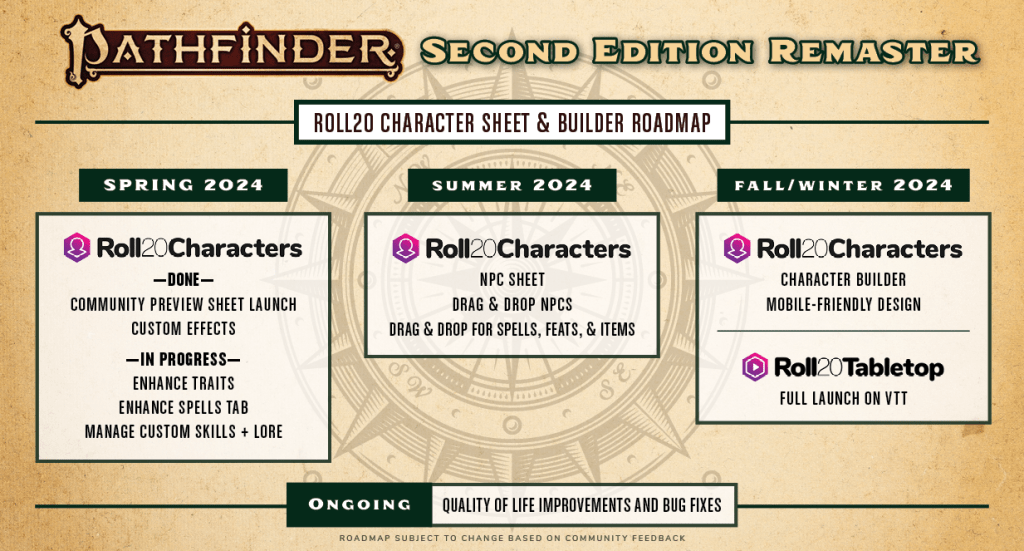 PATHFINDER SECOND EDITION REMASTER
ROLL20 CHARACTER SHEET & BUILDER ROADMAP
SPRING 2024
Roll20Characters
—DONE—
COMMUNITY PREVIEW SHEET LAUNCH
CUSTOM EFFECTS
—IN PROGRESS—
ENHANCE TRAITS
ENHANCE SPELLS TAB
MANAGE CUSTOM SKILLS + LORE
SUMMER 2024
Roll20Characters
NPC SHEET
DRAG & DROP NPCS
DRAG & DROP FOR SPELLS, FEATS, & ITEMS
FALL/WINTER 2024
Roll20Characters
CHARACTER BUILDER
MOBILE-FRIENDLY DESIGN
Roll20Tabletop
FULL LAUNCH ON VTT
ONGOING QUALITY OF LIFE IMPROVEMENTS AND BUG FIXES
ROADMAP SUBJECT TO CHANGE BASED ON COMMUNITY FEEDBACK
NW
SW
SE